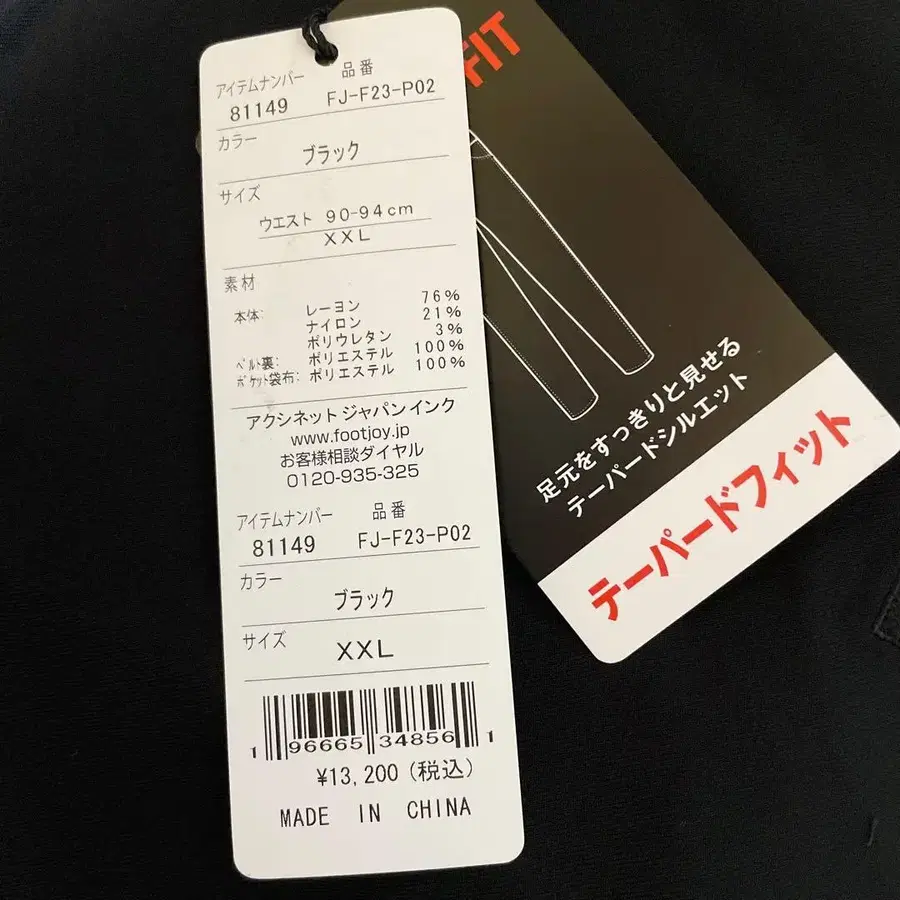 アイテムナンバー 品番
81149 FJ-F23-P02
カラー
ブラック
サイズ
ウエスト 90-94cm
XXL
素材
本体: レーヨン 76%
ナイロン 21%
ポリウレタン 3%
ベルト裏: ポリエステル 100%
ポケット袋布: ポリエステル 100%
アクシネット ジャパン インク
www.footjoy.jp
お客様相談ダイヤル
0120-935-325
アイテムナンバー 品番
81149 FJ-F23-P02
カラー
ブラック
サイズ
XXL
1 96665 34856 1
¥13,200 (税込)
MADE IN CHINA
FIT
足元をすっきりと見せる
テーパードシルエット
テーパードフィット